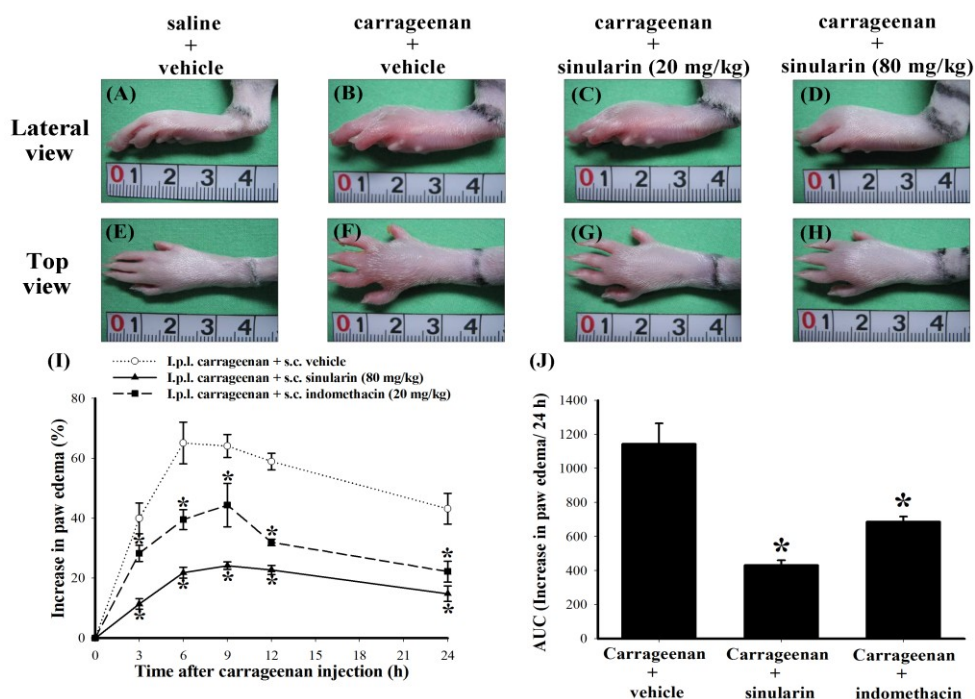 saline
+
vehicle
carrageenan
+
vehicle
carrageenan
+
sinularin (20 mg/kg)
carrageenan
+
sinularin (80 mg/kg)
Lateral
view
(A)
0 1 2 3 4
(B)
0 1 2 3 4
(C)
0 1 2 3 4
(D)
0 1 2 3 4
Top
view
(E)
0 1 2 3 4
(F)
0 1 2 3 4
(G)
0 1 2 3 4
(H)
0 1 2 3 4
(I)
I.p.l. carrageenan + s.c. vehicle
I.p.l. carrageenan + s.c. sinularin (80 mg/kg)
I.p.l. carrageenan + s.c. indomethacin (20 mg/kg)
Increase in paw edema (%)
80
60
40
20
0
* * * * *
* * * * *
0 3 6 9 12 15 18 21 24
Time after carrageenan injection (h)
(J)
AUC (Increase in paw edema/ 24 h)
1400
1200
1000
800
600
400
200
0
* *
Carrageenan
+
vehicle
Carrageenan
+
sinularin
Carrageenan
+
indomethacin